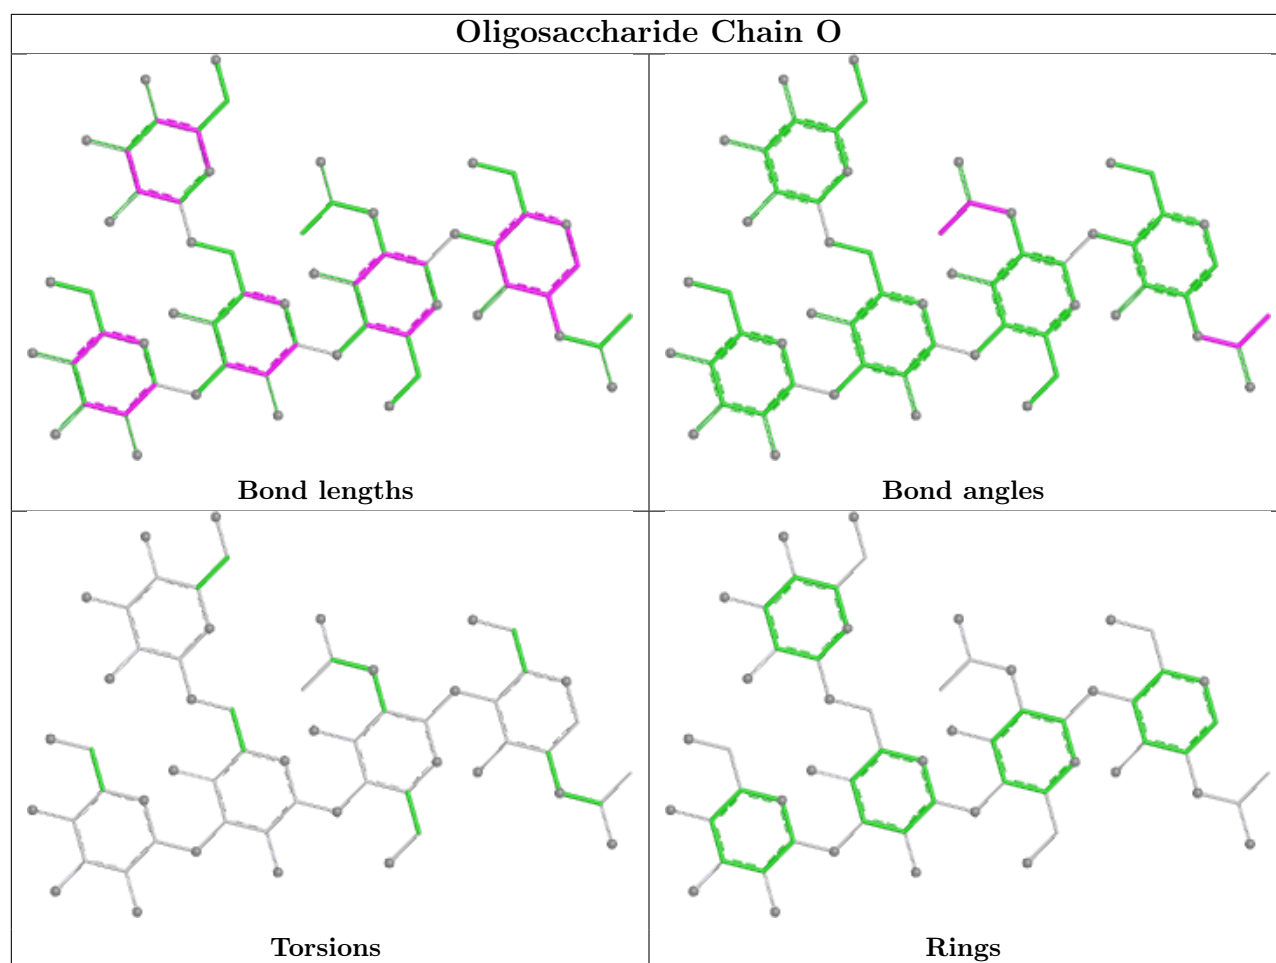 Oligosaccharide Chain O
Bond lengths
Bond angles
Torsions
Rings